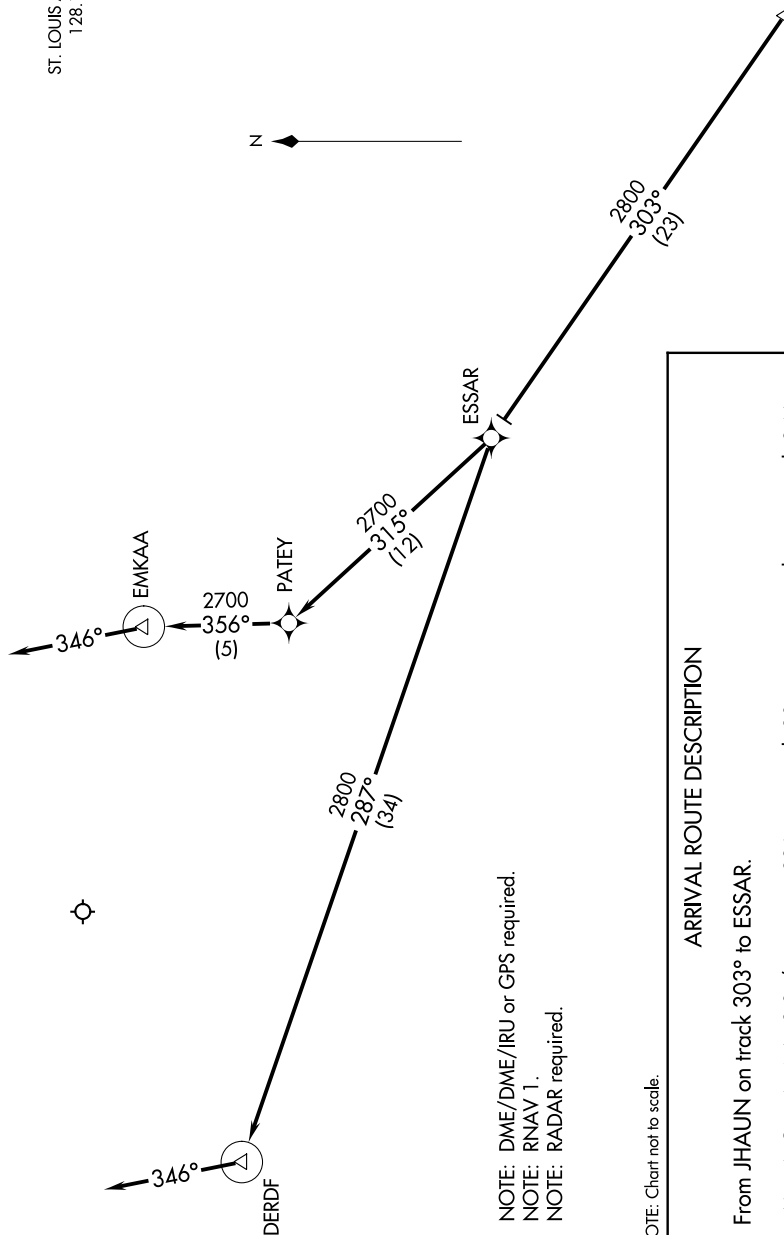 ST. LOUIS
128.
N
2800
303°
(23)
ESSAR
2700
315°
(12)
PATEY
2700
356°
(5)
EMKAA
346°
2800
287°
(34)
DERDF
346°
NOTE: DME/DME/IRU or GPS required.
NOTE: RNAV 1.
NOTE: RADAR required.
OTE: Chart not to scale.
ARRIVAL ROUTE DESCRIPTION
From JHAUN on track 303° to ESSAR.